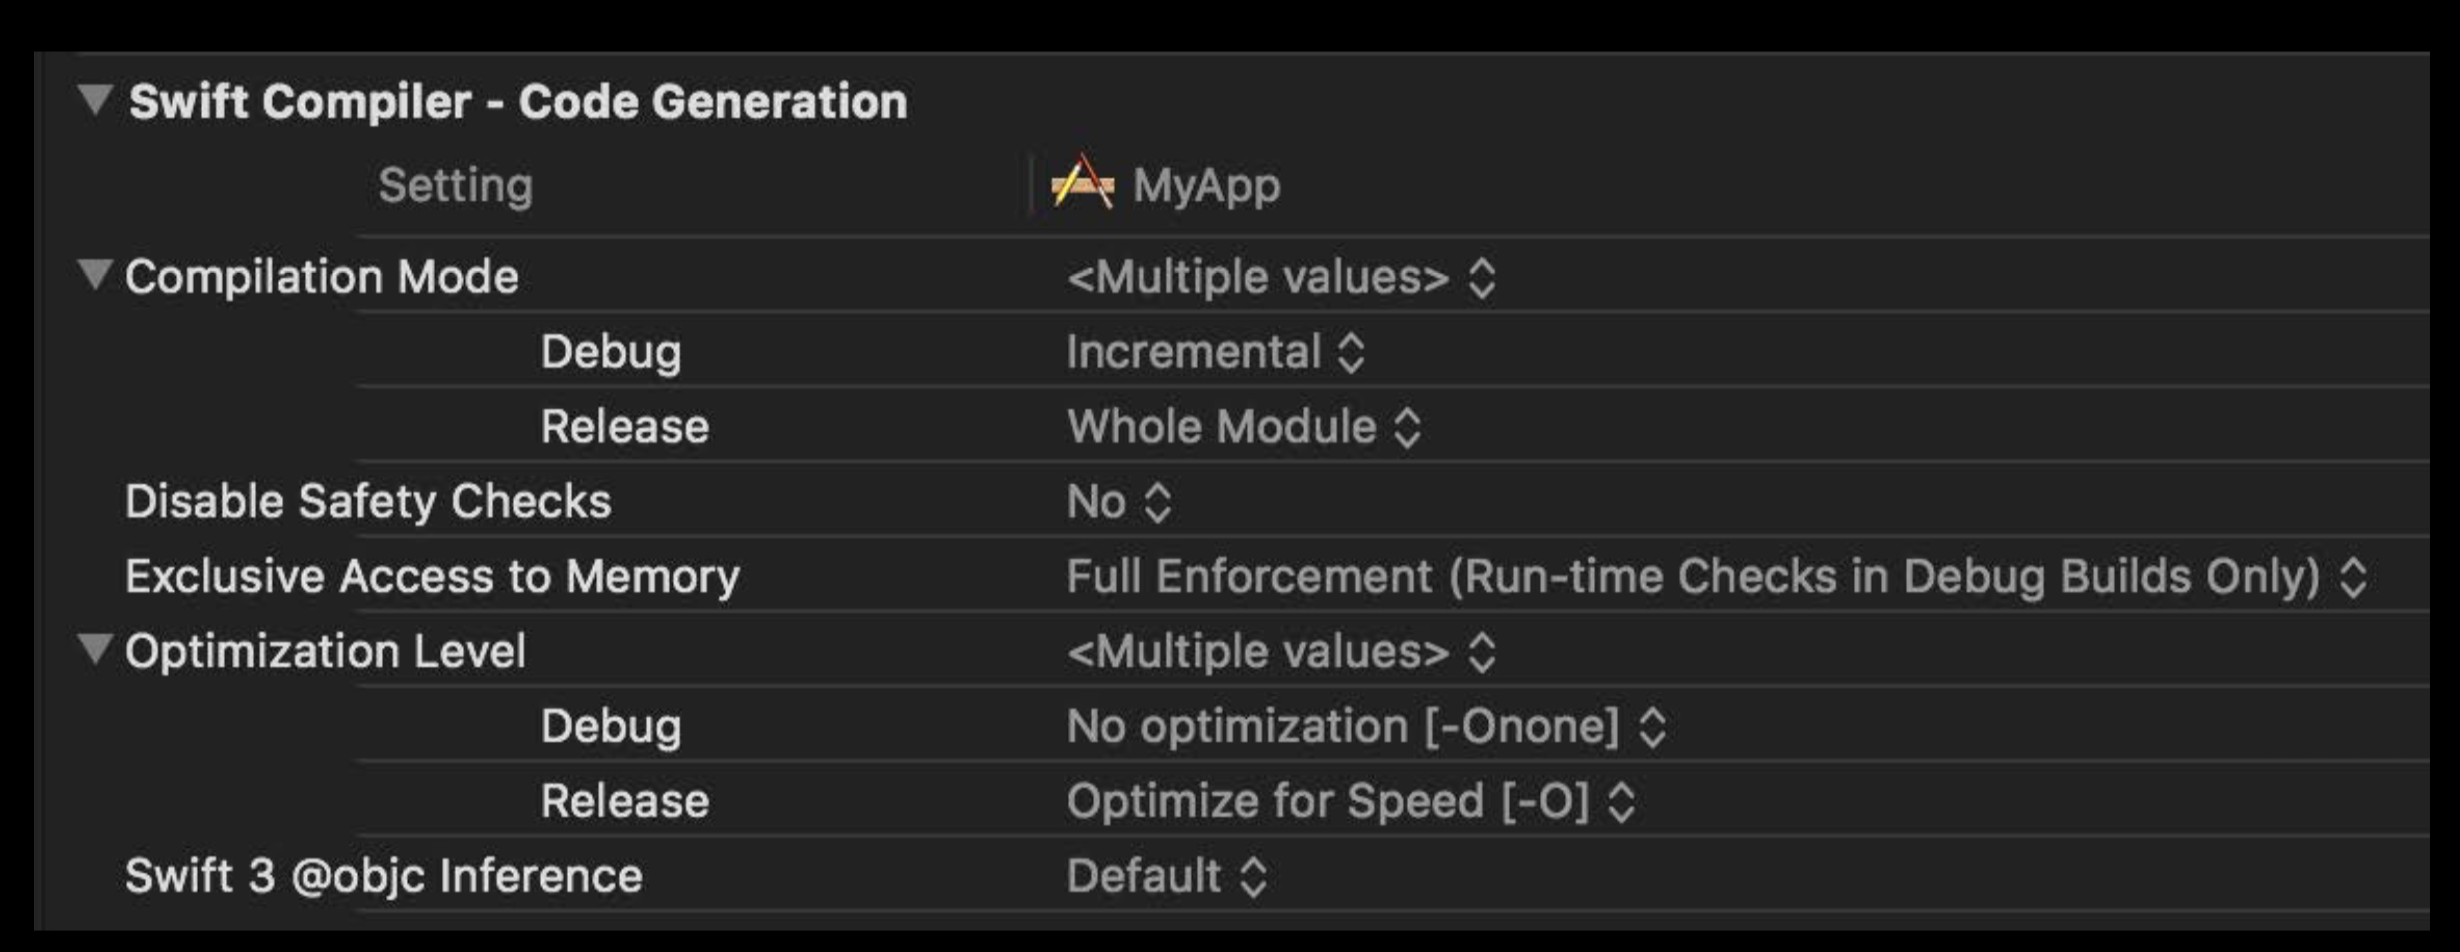 Swift Compiler - Code Generation
Setting MyApp
Compilation Mode <Multiple values>
Debug Incremental
Release Whole Module
Disable Safety Checks No
Exclusive Access to Memory Full Enforcement (Run-time Checks in Debug Builds Only)
Optimization Level <Multiple values>
Debug No optimization [-Onone]
Release Optimize for Speed [-O]
Swift 3 @objc Inference Default